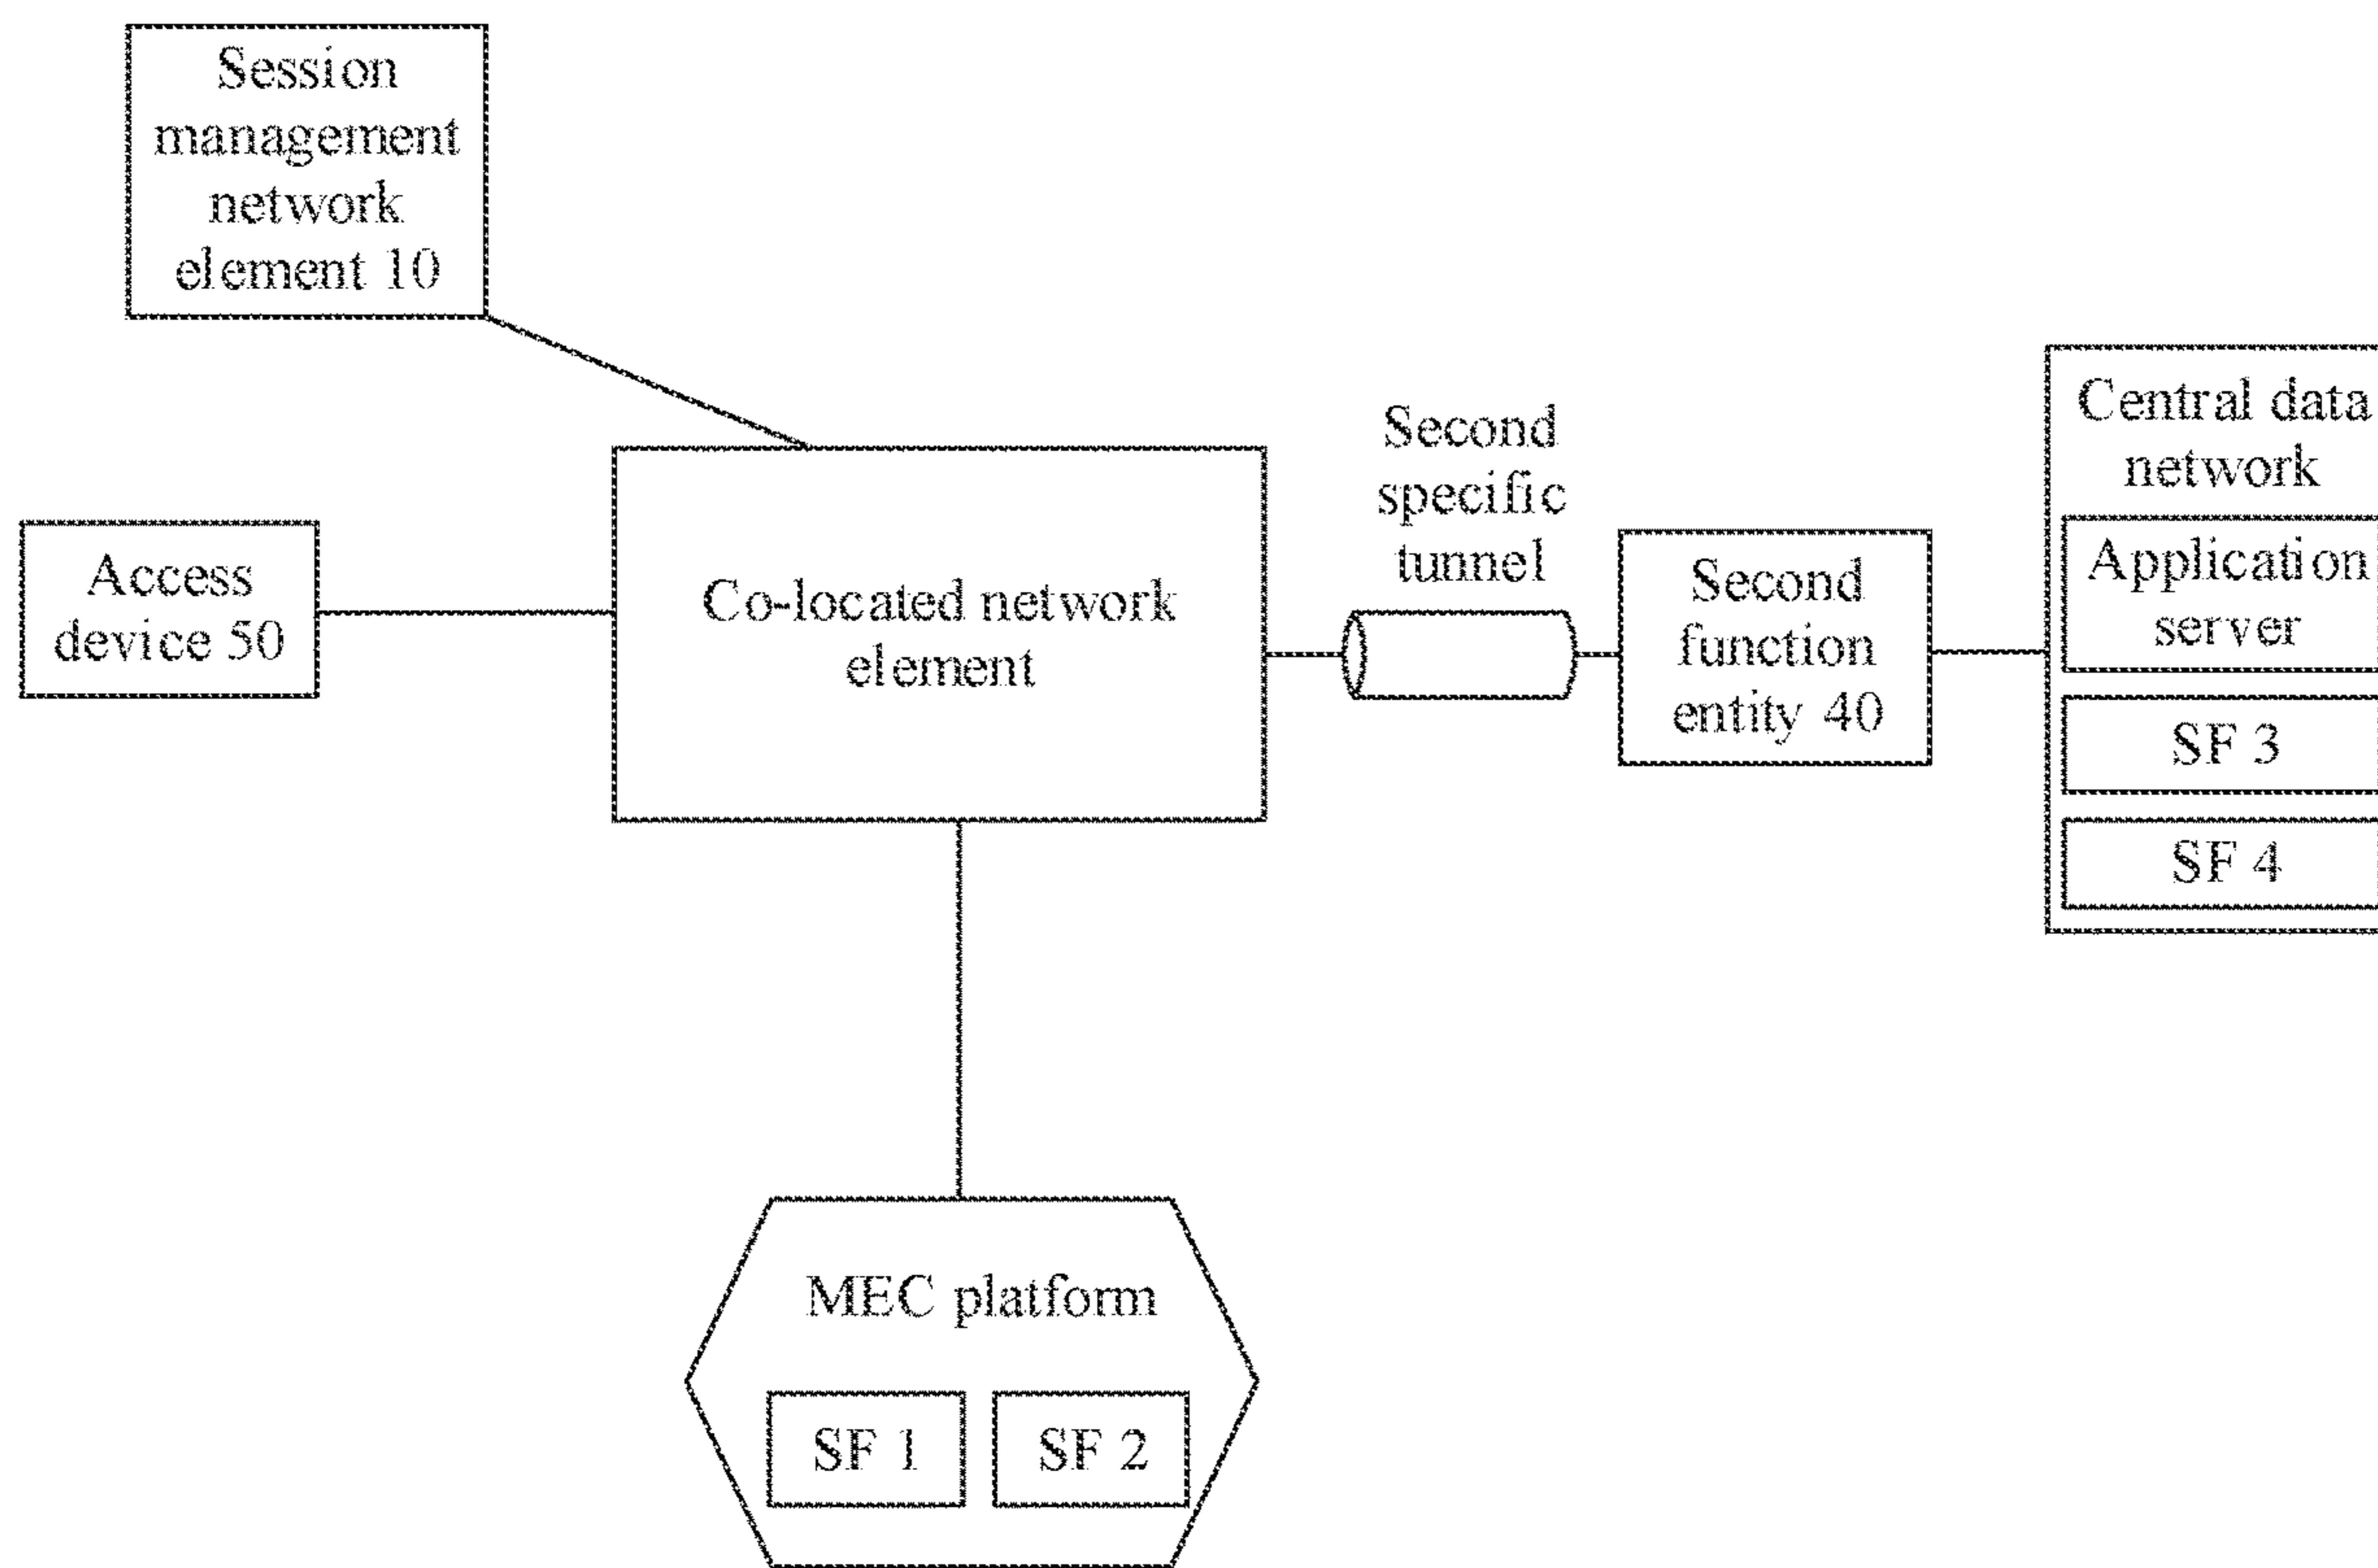 Session
management
network
element 10
Access
device 50
Co-located network
element
Second
specific
tunnel
Second
function
entity 40
Central data
network
Application
server
SF 3
SF 4
MEC platform
SF 1
SF 2